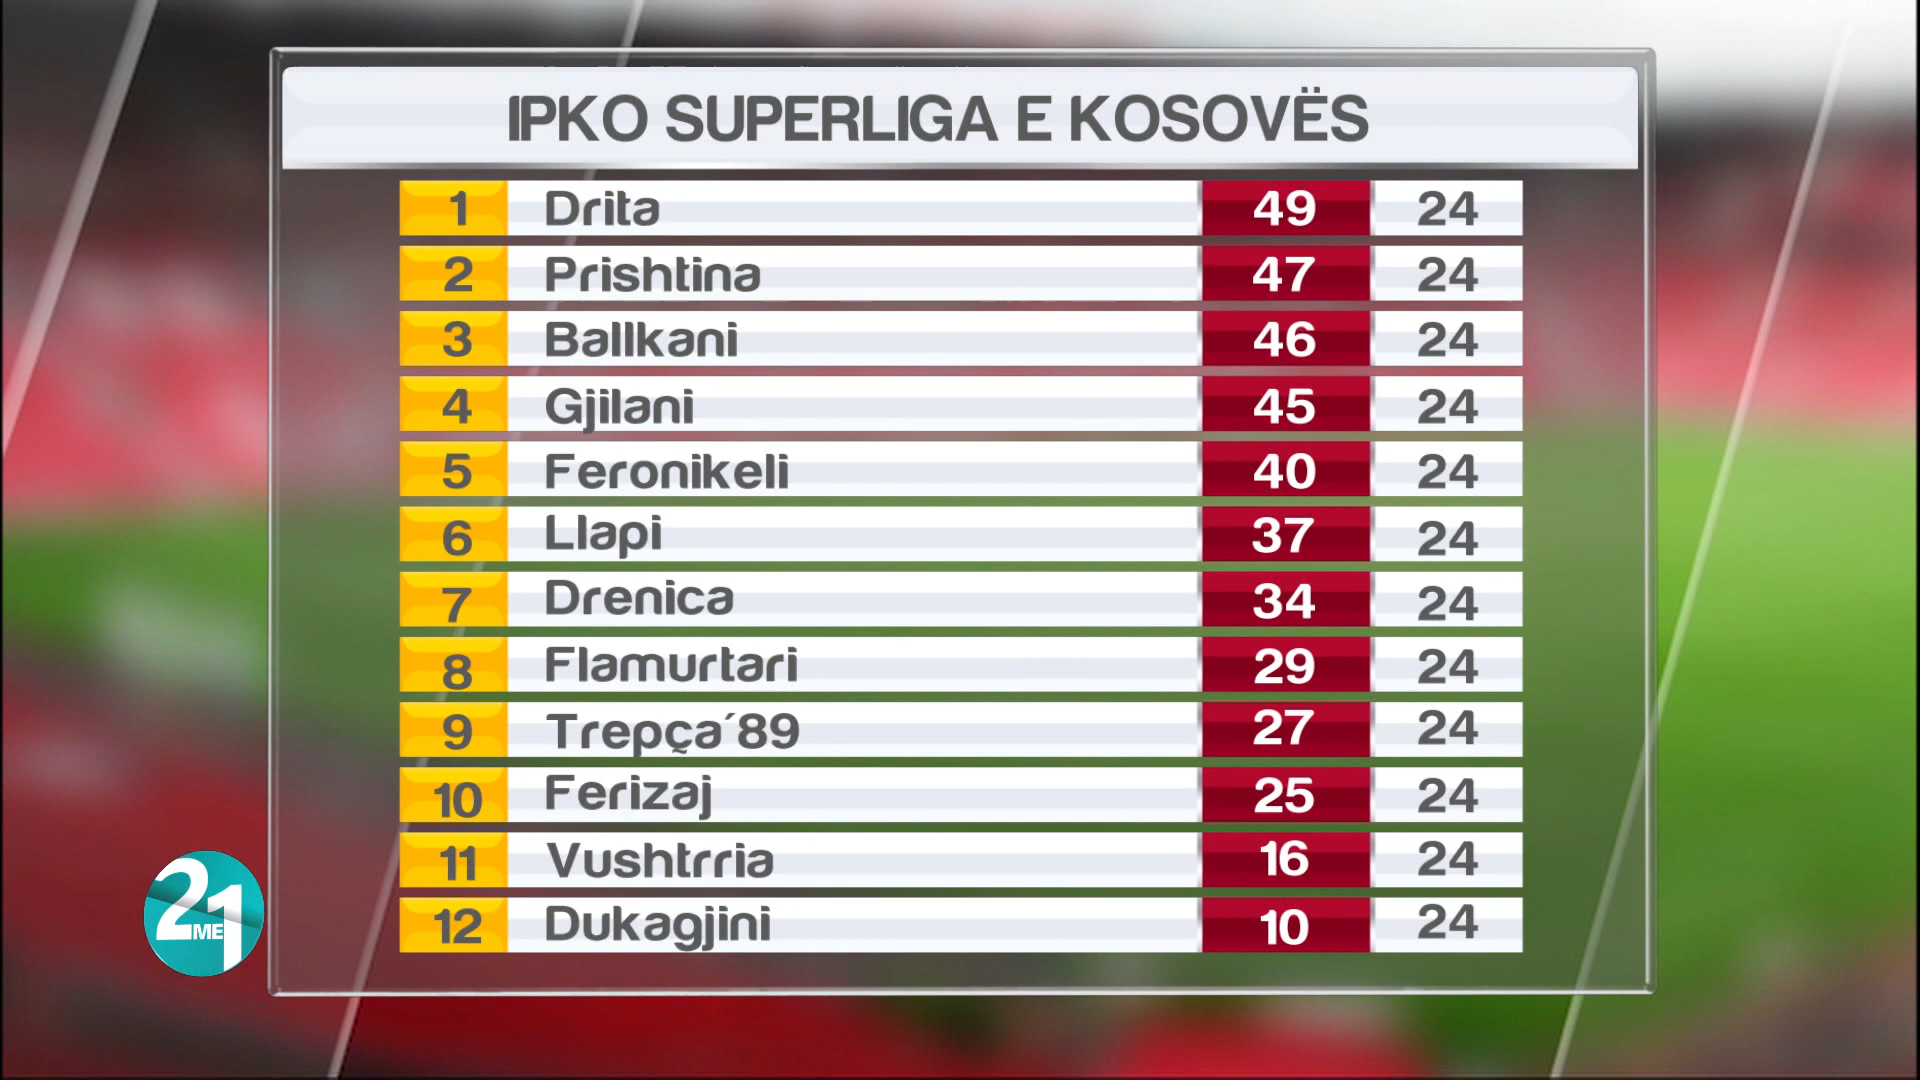 IPKO SUPERLIGA E KOSOVËS
1 Drita 49 24
2 Prishtina 47 24
3 Ballkani 46 24
4 Gjilani 45 24
5 Feronikeli 40 24
6 Llapi 37 24
7 Drenica 34 24
8 Flamurtari 29 24
9 Trepça´89 27 24
10 Ferizaj 25 24
11 Vushtrria 16 24
12 Dukagjini 10 24
21 ME